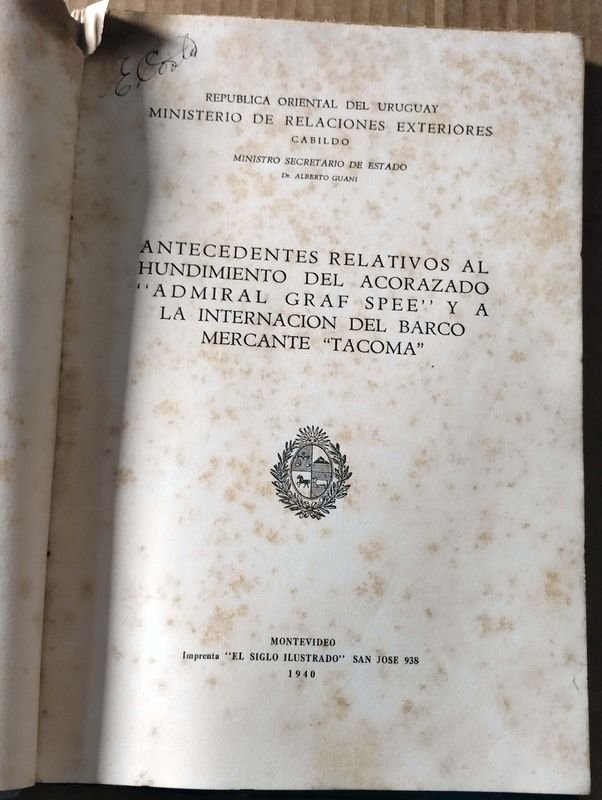 E. Costa
REPUBLICA ORIENTAL DEL URUGUAY
MINISTERIO DE RELACIONES EXTERIORES
CABILDO
MINISTRO SECRETARIO DE ESTADO
Dr. ALBERTO GUANI
ANTECEDENTES RELATIVOS AL
HUNDIMIENTO DEL ACORAZADO
"ADMIRAL GRAF SPEE" Y A
LA INTERNACION DEL BARCO
MERCANTE "TACOMA"
MONTEVIDEO
Imprenta "EL SIGLO ILUSTRADO" SAN JOSE 938
1940